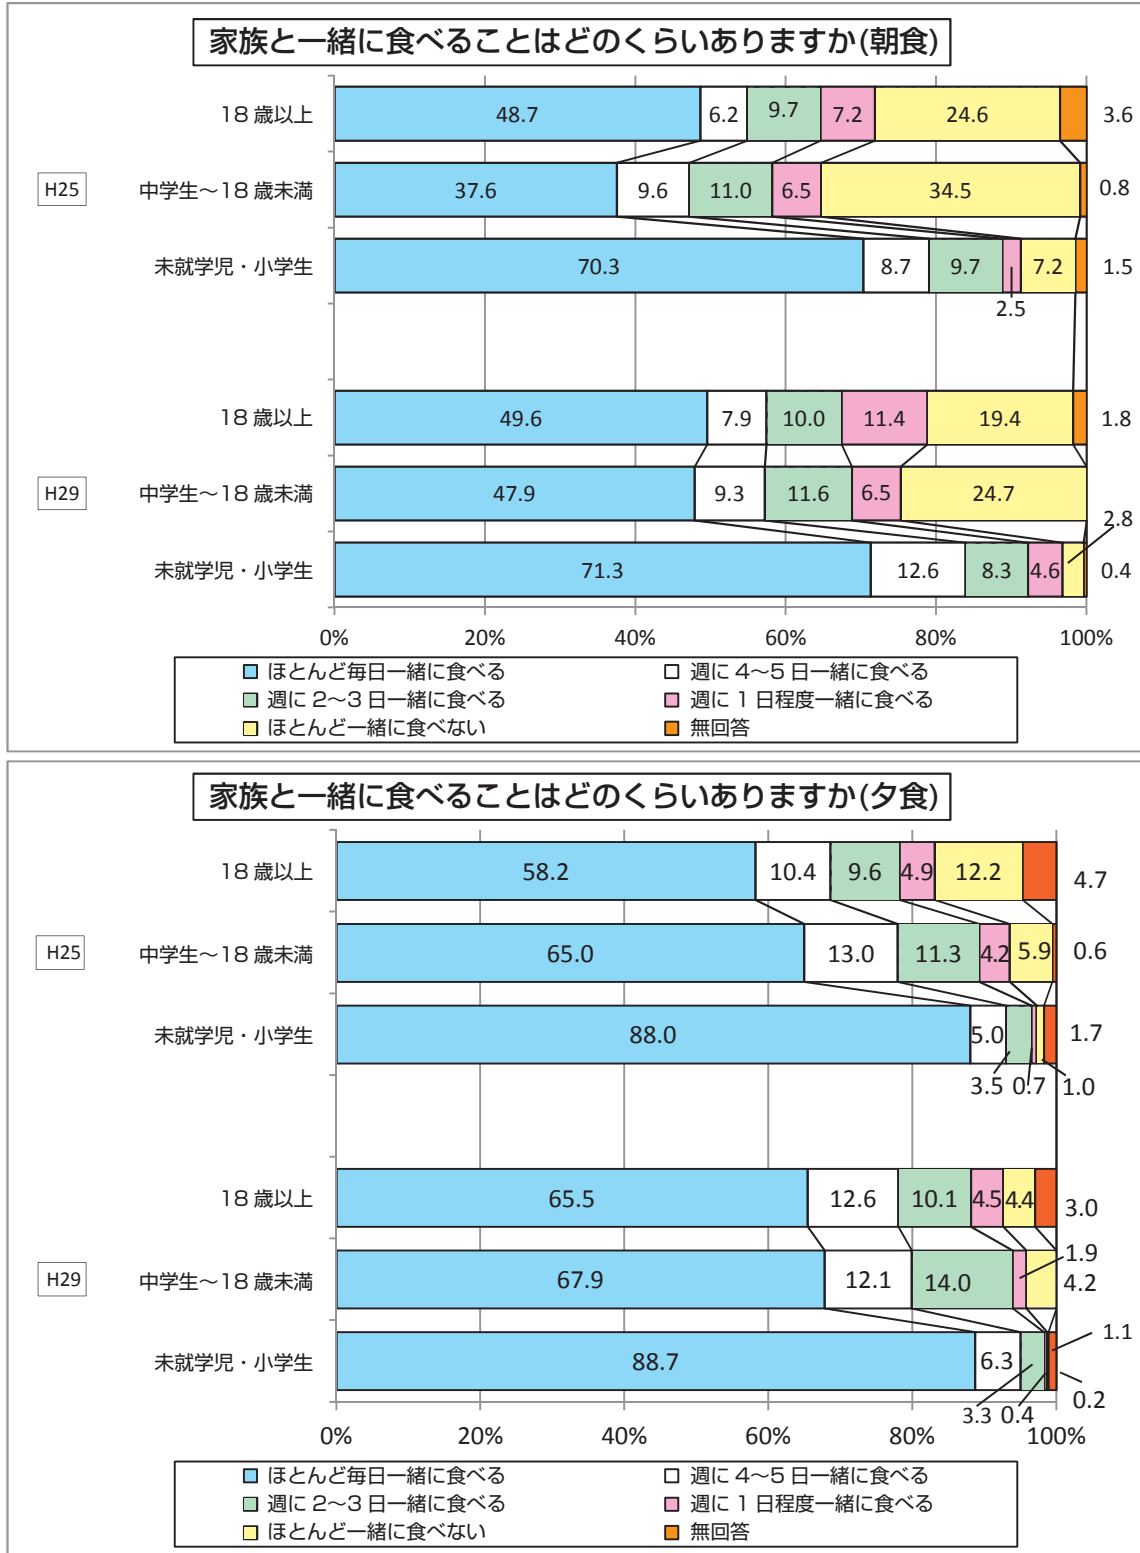 家族と一緒に食べることはどのくらいありますか(朝食)
18歳以上 48.7 6.2 9.7 7.2 24.6 3.6
H25 中学生～18歳未満 37.6 9.6 11.0 6.5 34.5 0.8
未就学児・小学生 70.3 8.7 9.7 7.2 1.5
2.5
18歳以上 49.6 7.9 10.0 11.4 19.4 1.8
H29 中学生～18歳未満 47.9 9.3 11.6 6.5 24.7
2.8
未就学児・小学生 71.3 12.6 8.3 4.6 0.4
0% 20% 40% 60% 80% 100%
ほとんど毎日一緒に食べる 週に4～5日一緒に食べる
週に2～3日一緒に食べる 週に1日程度一緒に食べる
ほとんど一緒に食べない 無回答
家族と一緒に食べることはどのくらいありますか(夕食)
18歳以上 58.2 10.4 9.6 4.9 12.2 4.7
H25 中学生～18歳未満 65.0 13.0 11.3 4.2 5.9 0.6
未就学児・小学生 88.0 5.0 1.7
3.5 0.7 1.0
18歳以上 65.5 12.6 10.1 4.5 4.4 3.0
1.9
H29 中学生～18歳未満 67.9 12.1 14.0 4.2
1.1
未就学児・小学生 88.7 6.3 0.2
3.3 0.4
0% 20% 40% 60% 80% 100%
ほとんど毎日一緒に食べる 週に4～5日一緒に食べる
週に2～3日一緒に食べる 週に1日程度一緒に食べる
ほとんど一緒に食べない 無回答